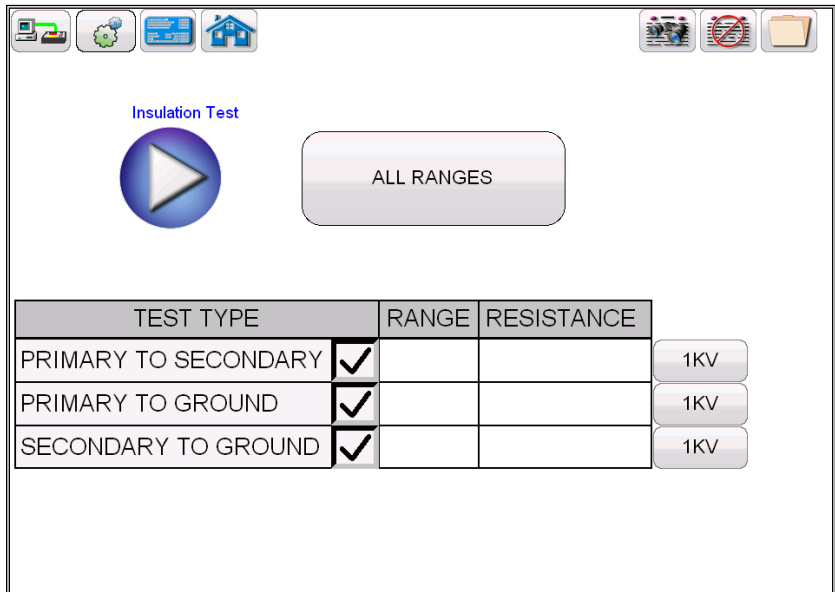 Insulation Test
ALL RANGES
TEST TYPE RANGE RESISTANCE
PRIMARY TO SECONDARY 1KV
PRIMARY TO GROUND 1KV
SECONDARY TO GROUND 1KV